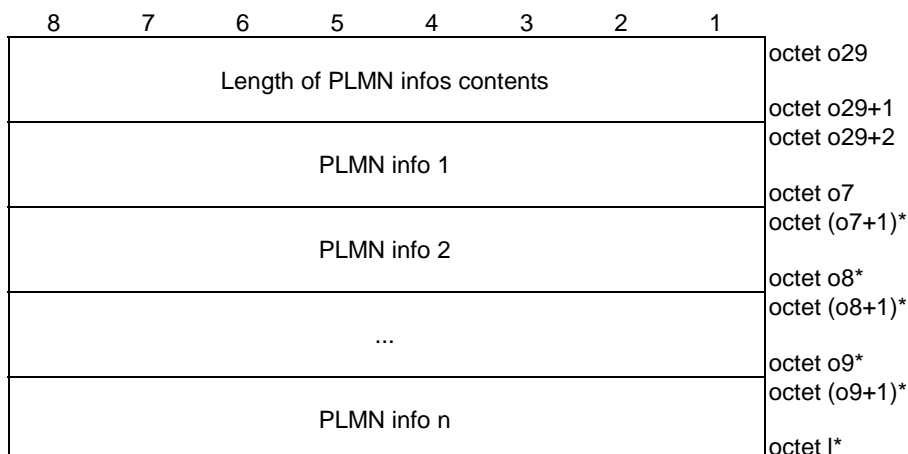 8 7 6 5 4 3 2 1
octet o29
Length of PLMN infos contents
octet o29+1
octet o29+2
PLMN info 1
octet o7
octet (o7+1)*
PLMN info 2
octet o8*
octet (o8+1)*
...
octet o9*
octet (o9+1)*
PLMN info n
octet l*